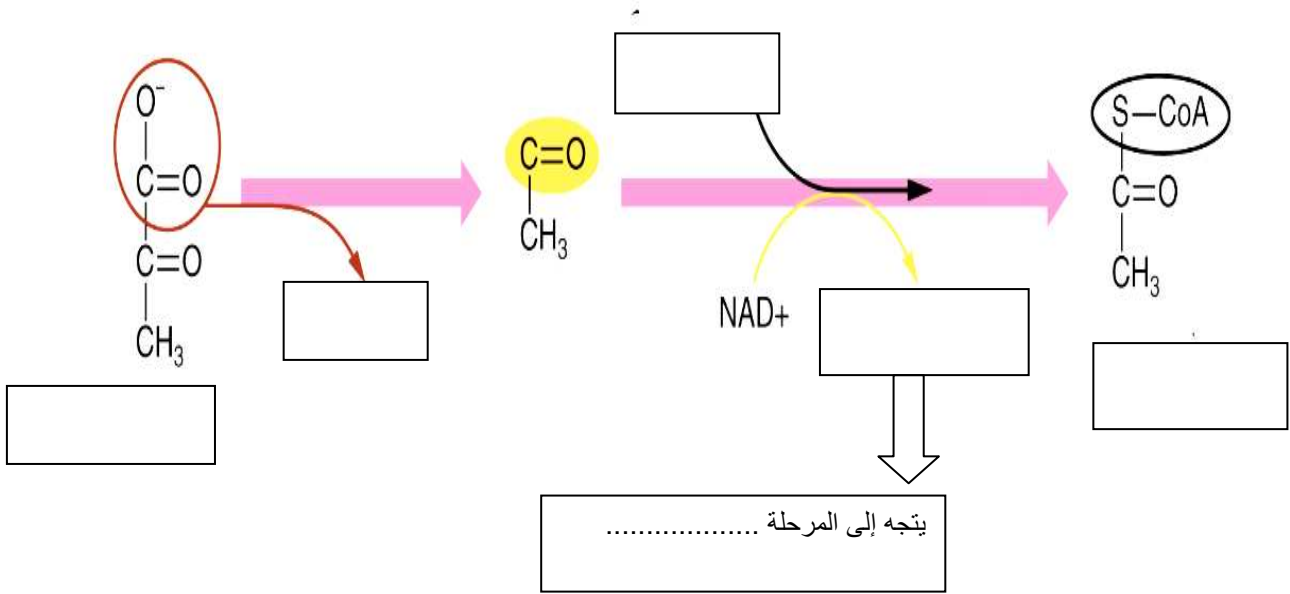 O⁻
C=O
C=O
CH₃
C=O
CH₃
NAD+
S—CoA
C=O
CH₃
يتجه إلى المرحلة ...................